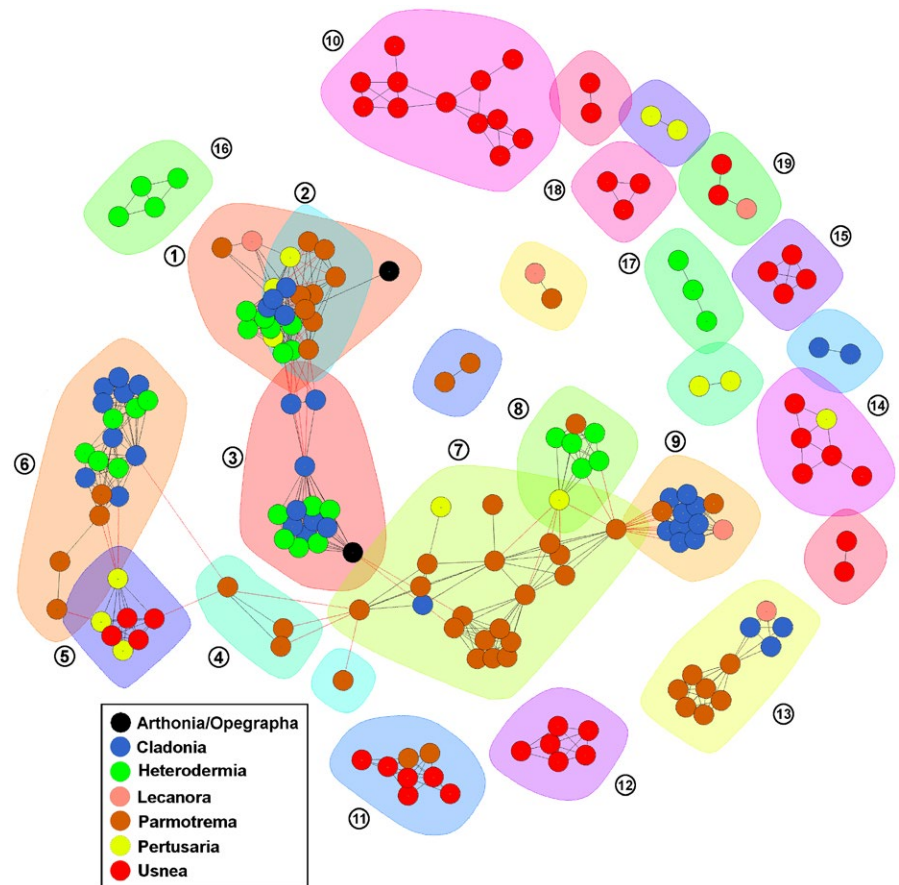 ⑩
⑯
②
⑱
⑲
①
⑮
⑰
⑧
⑭
⑥
③
⑦
⑨
⑤
④
⑬
⑫
⑪
Arthonia/Opegrapha
Cladonia
Heterodermia
Lecanora
Parmotrema
Pertusaria
Usnea